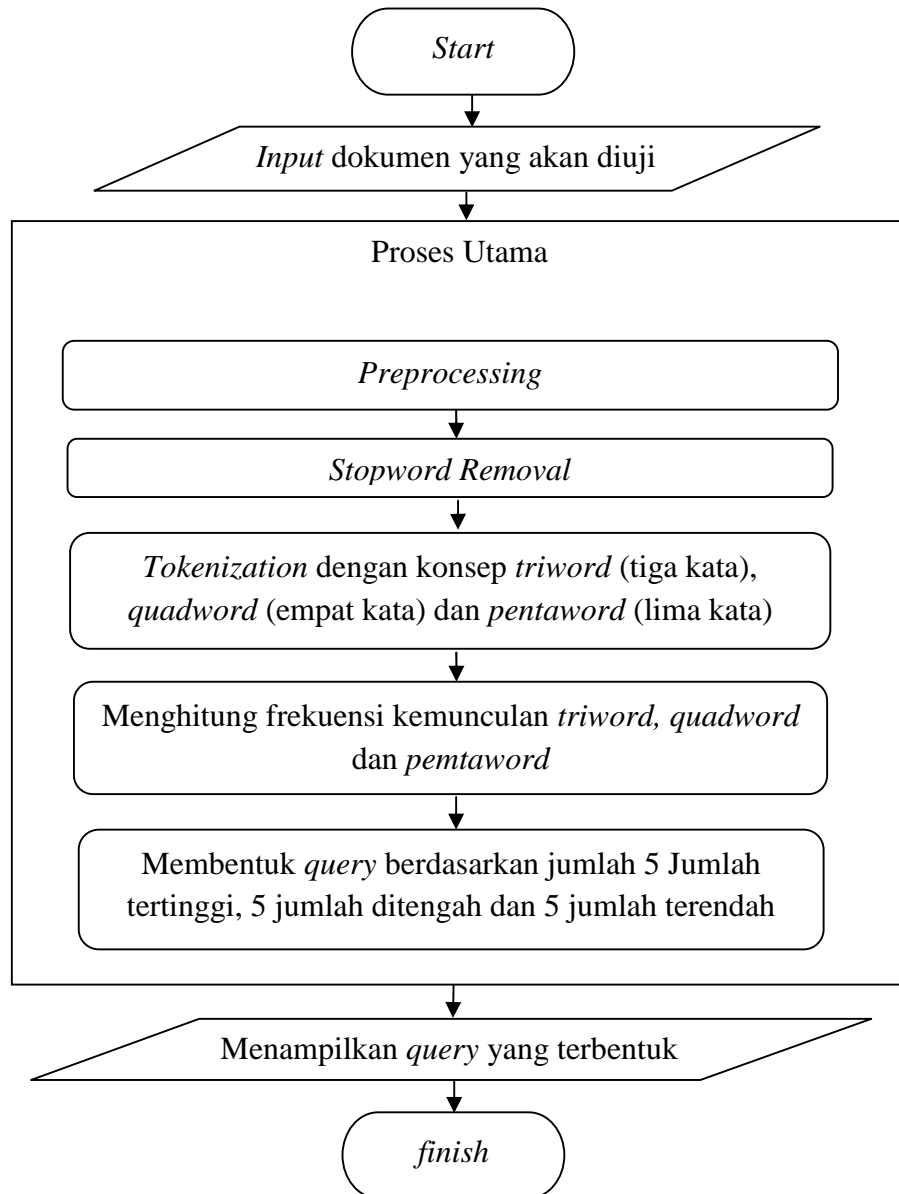 Start
Input dokumen yang akan diuji
Proses Utama
Preprocessing
Stopword Removal
Tokenization dengan konsep triword (tiga kata),
quadword (empat kata) dan pentaword (lima kata)
Menghitung frekuensi kemunculan triword, quadword
dan pemtaword
Membentuk query berdasarkan jumlah 5 Jumlah
tertinggi, 5 jumlah ditengah dan 5 jumlah terendah
Menampilkan query yang terbentuk
finish